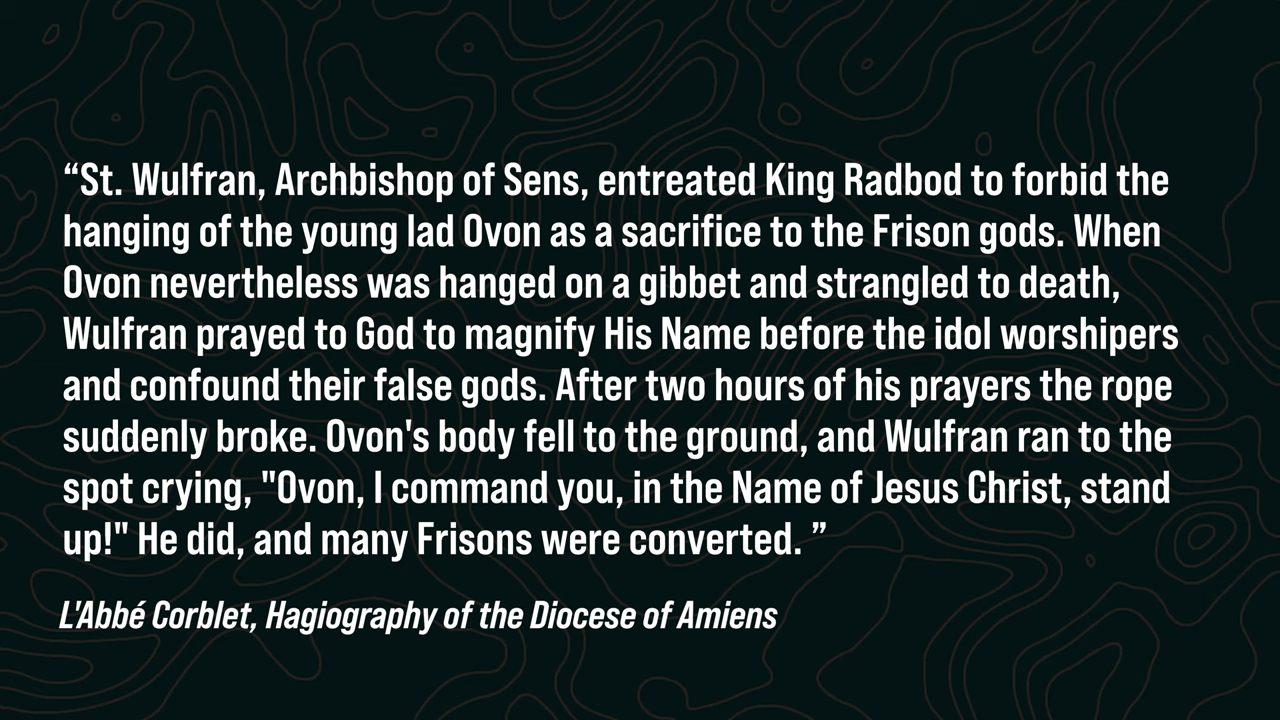 “St. Wulfran, Archbishop of Sens, entreated King Radbod to forbid the
hanging of the young lad Ovon as a sacrifice to the Frison gods. When
Ovon nevertheless was hanged on a gibbet and strangled to death,
Wulfran prayed to God to magnify His Name before the idol worshipers
and confound their false gods. After two hours of his prayers the rope
suddenly broke. Ovon's body fell to the ground, and Wulfran ran to the
spot crying, "Ovon, I command you, in the Name of Jesus Christ, stand
up!" He did, and many Frisons were converted. ”
L'Abbé Corblet, Hagiography of the Diocese of Amiens